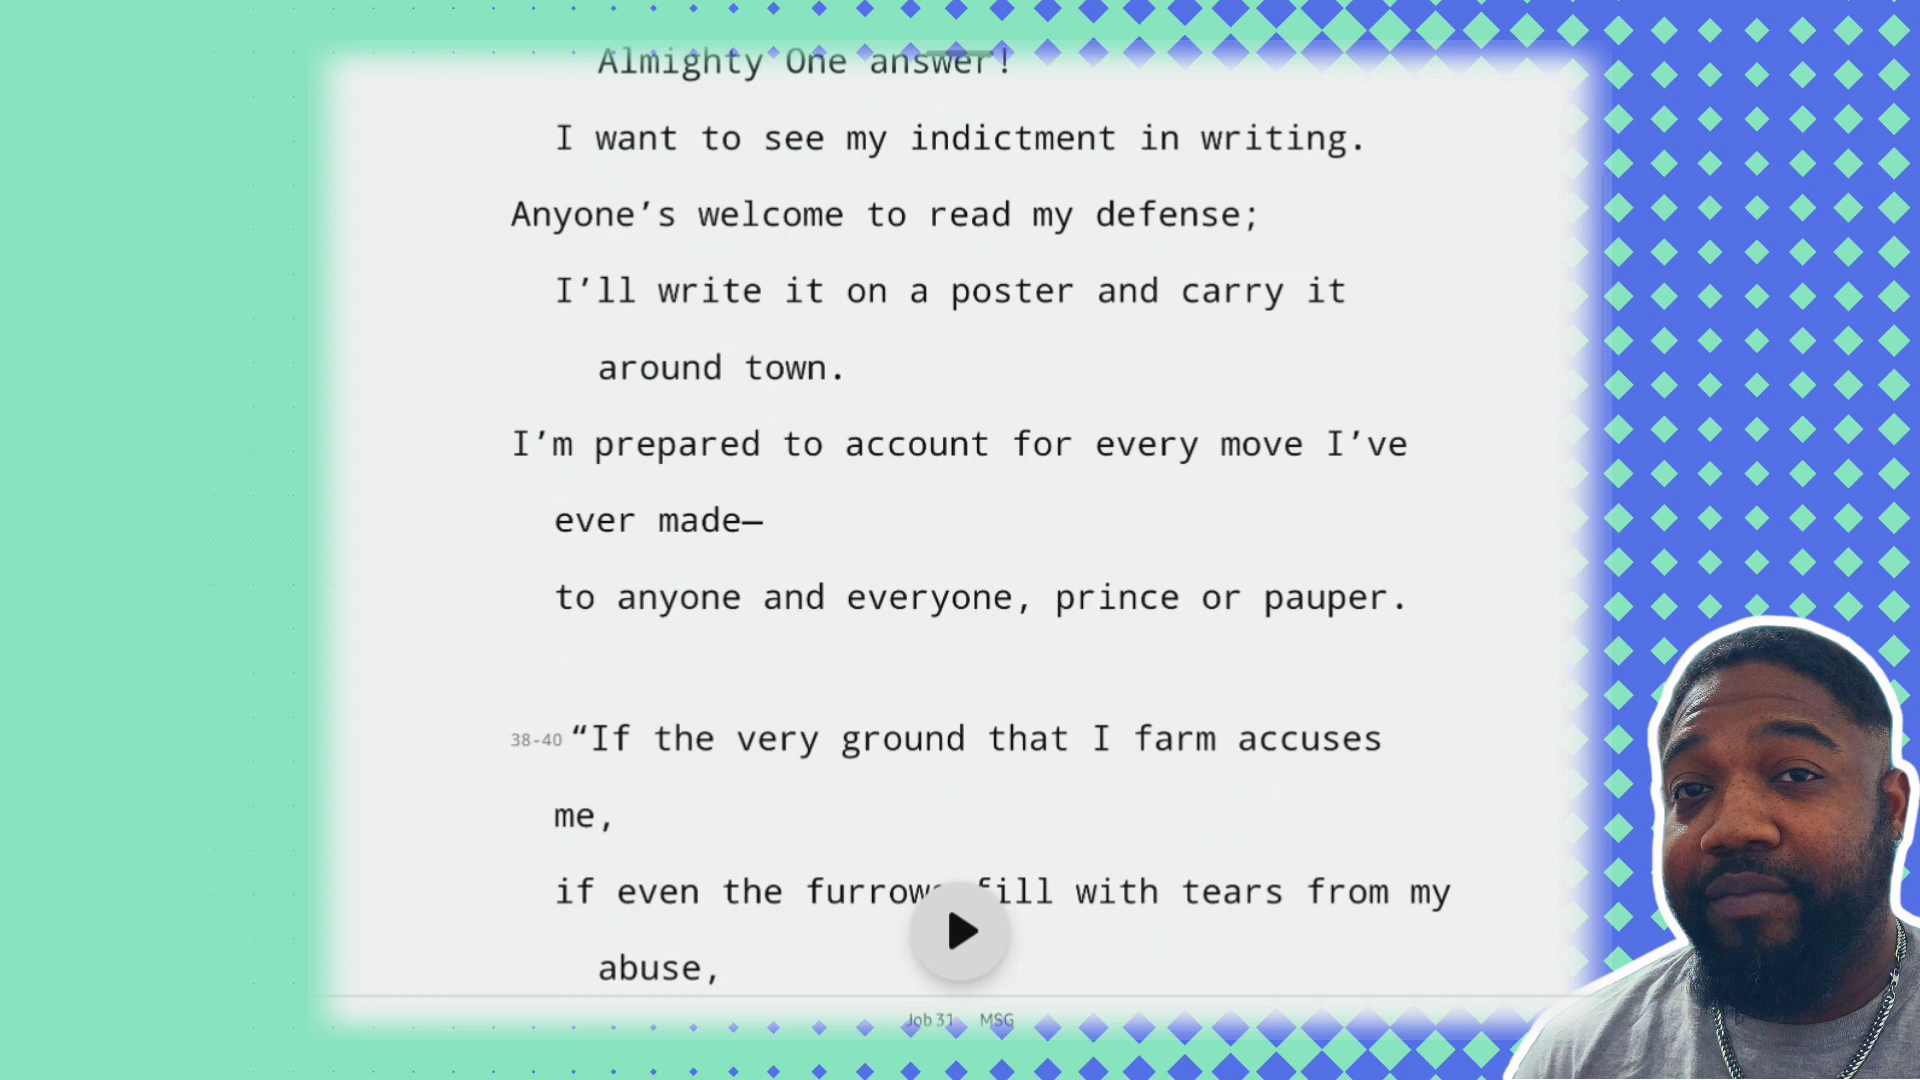 Almighty One answer!
I want to see my indictment in writing.
Anyone’s welcome to read my defense;
I’ll write it on a poster and carry it
around town.
I’m prepared to account for every move I’ve
ever made—
to anyone and everyone, prince or pauper.
38-40 “If the very ground that I farm accuses
me,
if even the furrows fill with tears from my
abuse,
Job 31 MSG